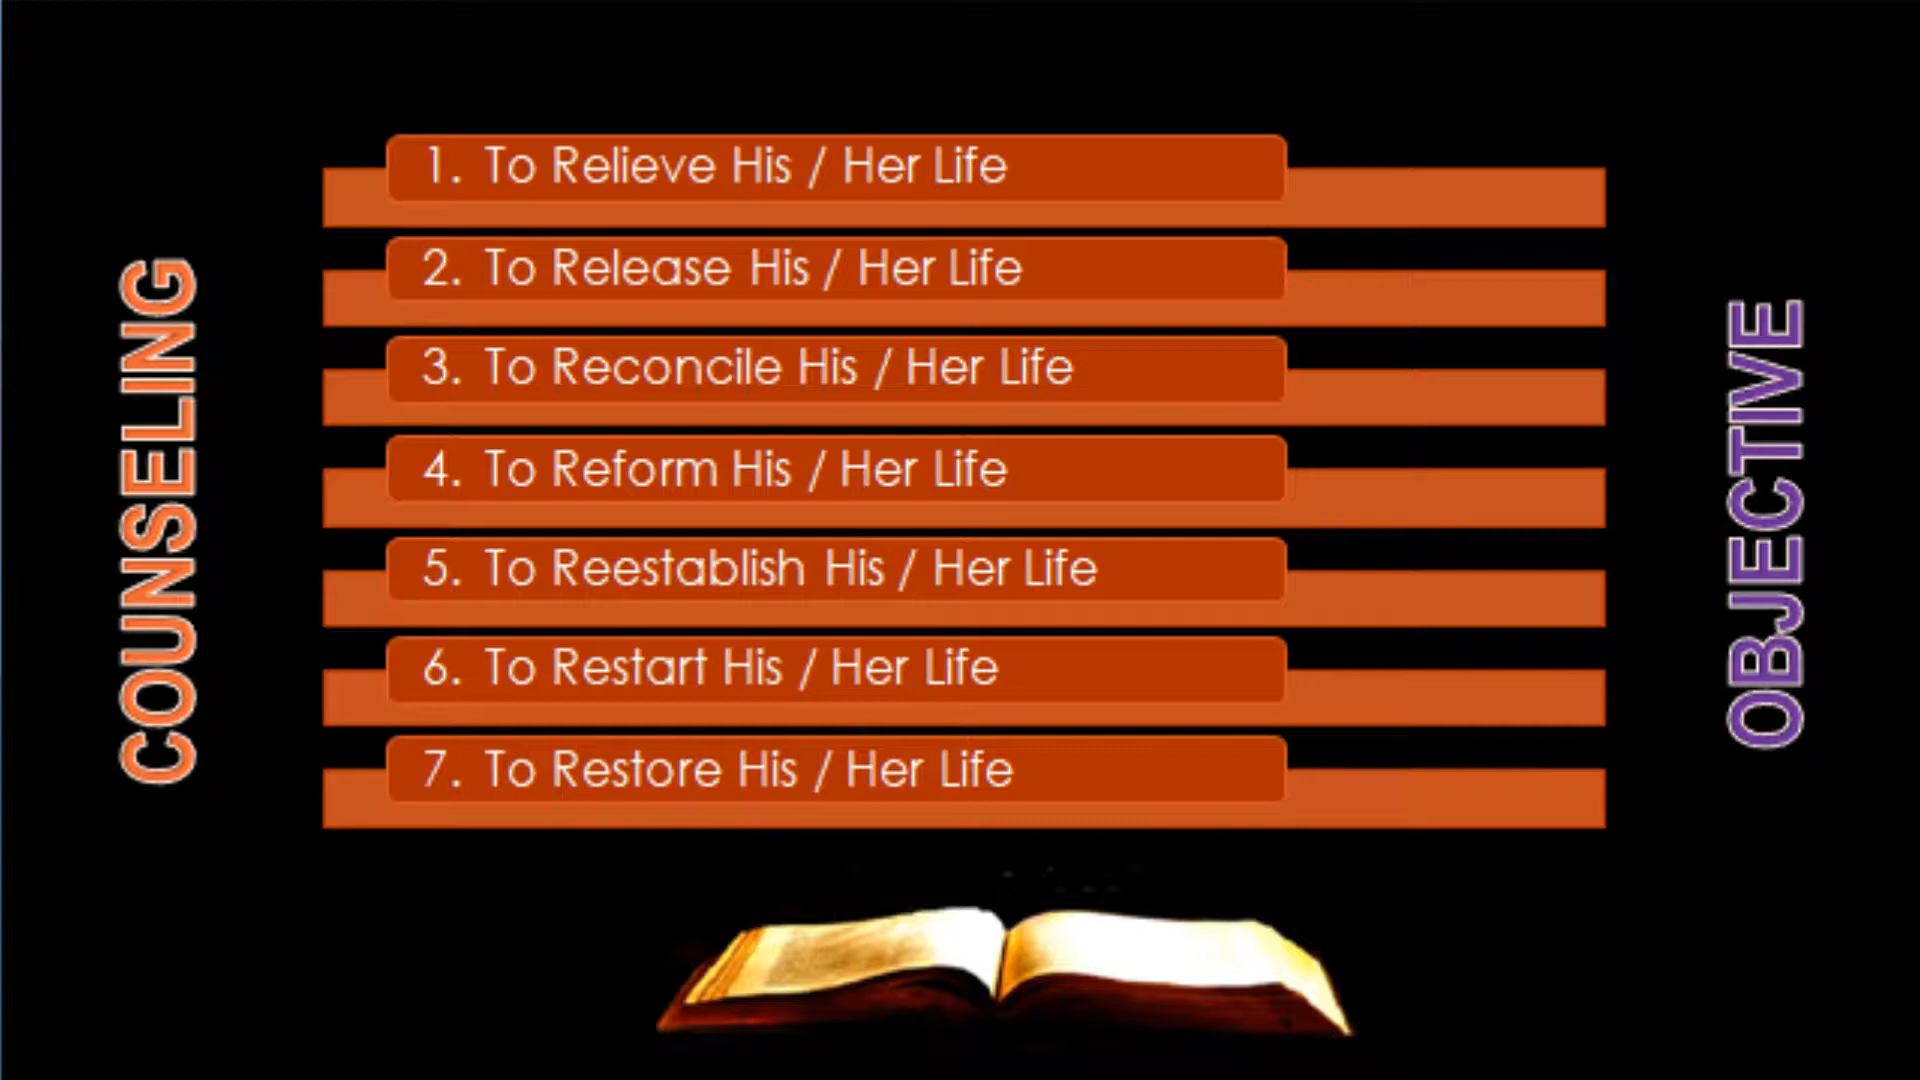 COUNSELING
1. To Relieve His / Her Life
2. To Release His / Her Life
3. To Reconcile His / Her Life
4. To Reform His / Her Life
5. To Reestablish His / Her Life
6. To Restart His / Her Life
7. To Restore His / Her Life
OBJECTIVE